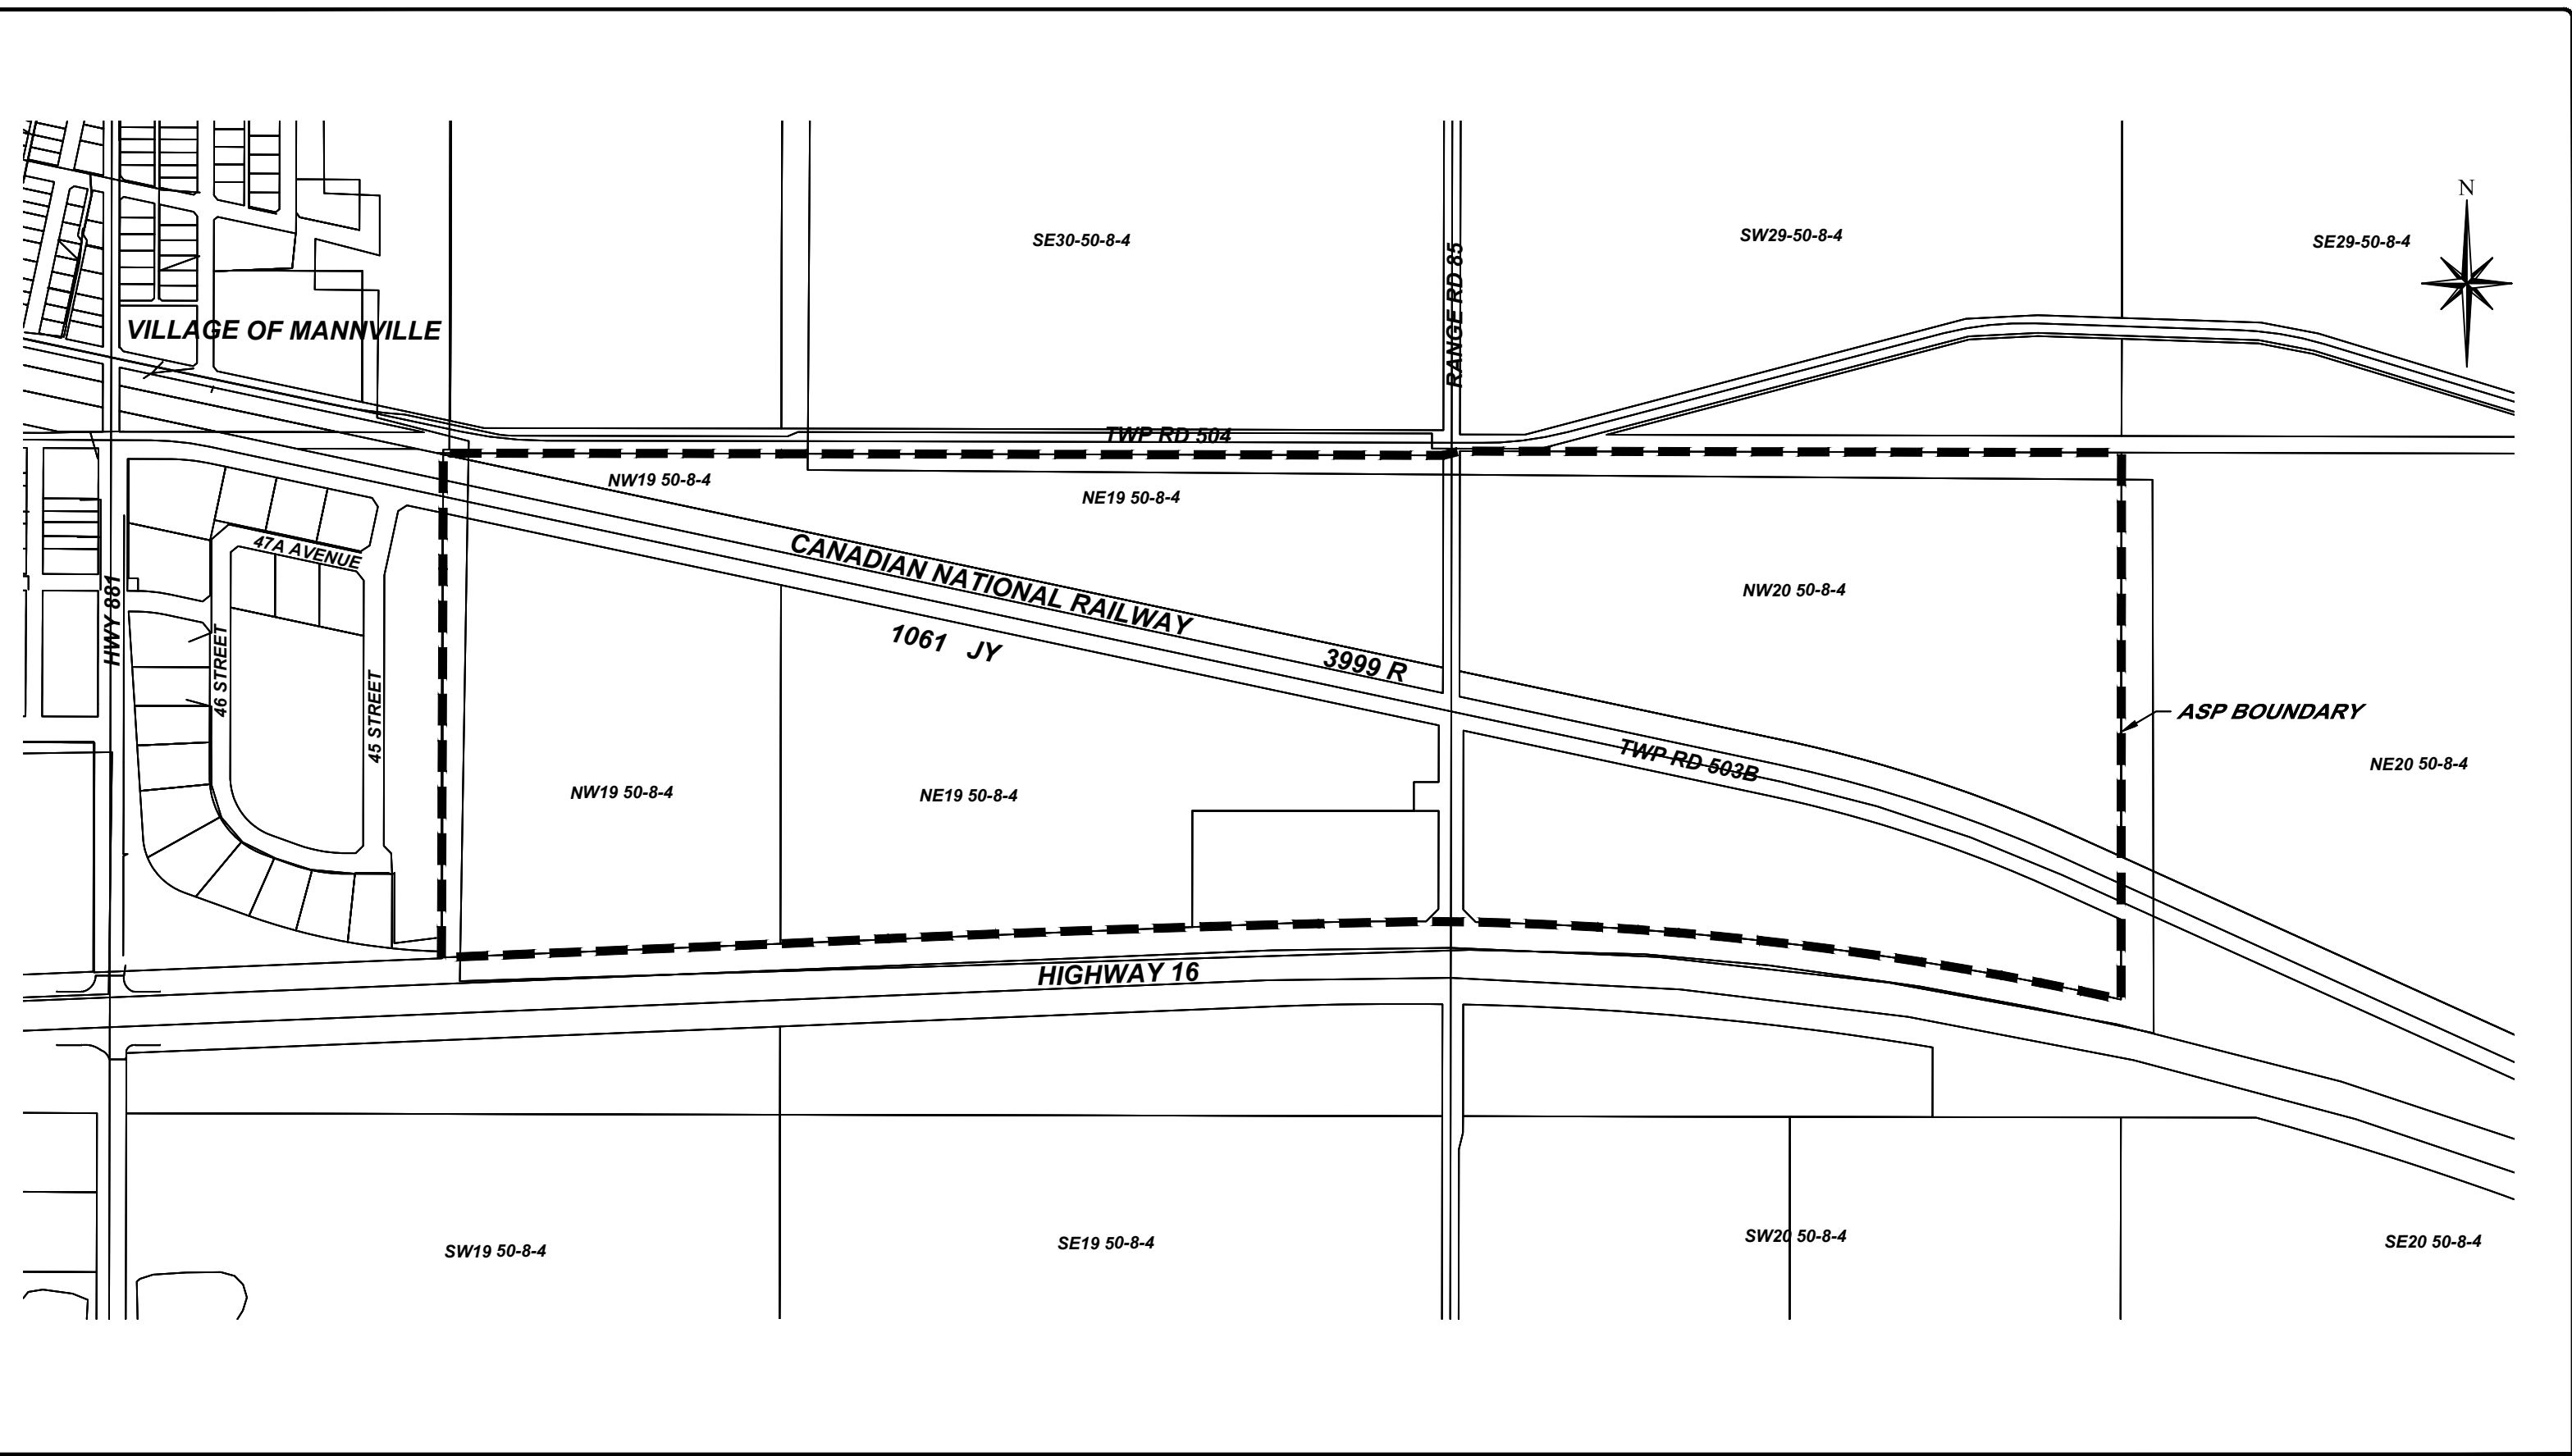 N
SE30-50-8-4
SW29-50-8-4
SE29-50-8-4
RANGE RD 85
VILLAGE OF MANNVILLE
TWP RD 504
NW19 50-8-4
NE19 50-8-4
47A AVENUE
CANADIAN NATIONAL RAILWAY
NW20 50-8-4
HWY 881
1061 JY
3999 R
46 STREET
45 STREET
ASP BOUNDARY
TWP RD 503B
NE20 50-8-4
NW19 50-8-4
NE19 50-8-4
HIGHWAY 16
SW19 50-8-4
SE19 50-8-4
SW20 50-8-4
SE20 50-8-4